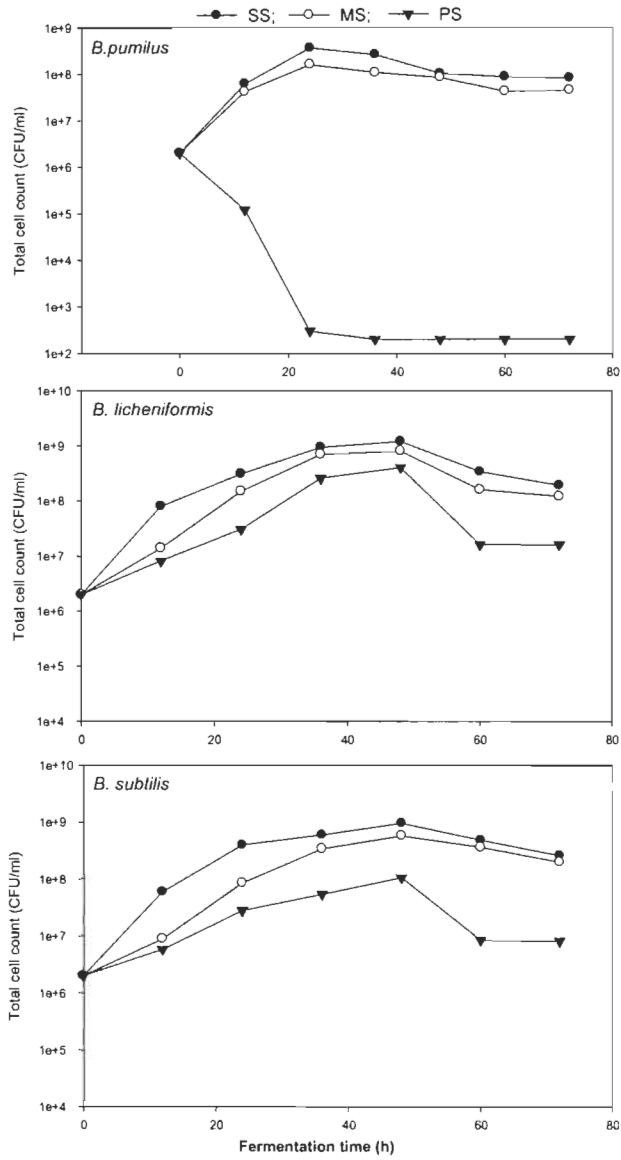 SS; MS; PS
B.pumilus
Total cell count (CFU/ml)
1e+9
1e+8
1e+7
1e+6
1e+5
1e+4
1e+3
1e+2
0 20 40 60 80
B. licheniformis
Total cell count (CFU/ml)
1e+10
1e+9
1e+8
1e+7
1e+6
1e+5
1e+4
0 20 40 60 80
B. subtilis
Total cell count (CFU/ml)
1e+10
1e+9
1e+8
1e+7
1e+6
1e+5
1e+4
0 20 40 60 80
Fermentation time (h)